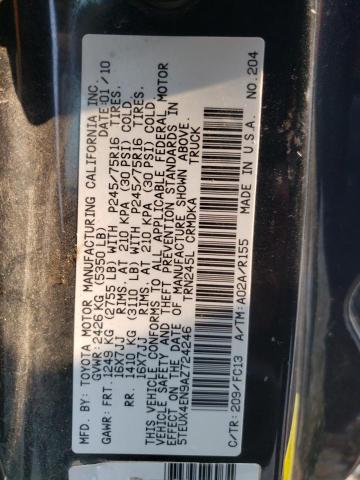 MFD. BY: TOYOTA MOTOR MANUFACTURING CALIFORNIA INC.
GVWR: 2426 KG (5350 LB) DATE: 01/10
GAWR: FRT. 1249 KG (2755 LB) WITH P245/75R16 TIRES,
16X7JJ RIMS, AT 210 KPA (30 PSI) COLD.
RR. 1410 KG (3110 LB) WITH P245/75R16 TIRES,
16X7JJ RIMS, AT 210 KPA (30 PSI) COLD.
THIS VEHICLE CONFORMS TO ALL APPLICABLE FEDERAL MOTOR
VEHICLE SAFETY AND THEFT PREVENTION STANDARDS IN
EFFECT ON THE DATE OF MANUFACTURE SHOWN ABOVE.
5TEUX4EN9AZ724246 TRUCK
TRN245L CRMDKA
C/TR: 209/FC13 A/TM: A02A/R155
MADE IN U.S.A. NO. 204